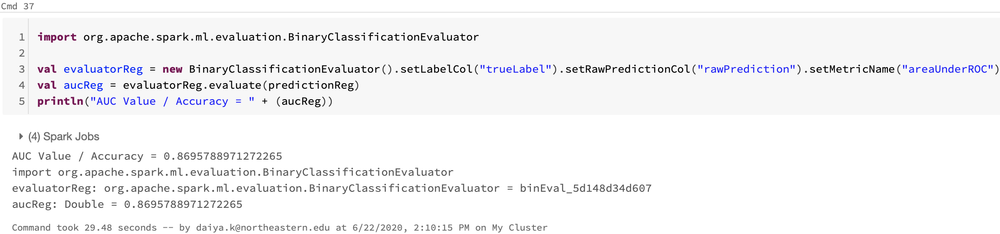 Cmd 37
1 import org.apache.spark.ml.evaluation.BinaryClassificationEvaluator
2
3 val evaluatorReg = new BinaryClassificationEvaluator().setLabelCol("trueLabel").setRawPredictionCol("rawPrediction").setMetricName("areaUnderROC")
4 val aucReg = evaluatorReg.evaluate(predictionReg)
5 println("AUC Value / Accuracy = " + (aucReg))
(4) Spark Jobs
AUC Value / Accuracy = 0.8695788971272265
import org.apache.spark.ml.evaluation.BinaryClassificationEvaluator
evaluatorReg: org.apache.spark.ml.evaluation.BinaryClassificationEvaluator = binEval_5d148d34d607
aucReg: Double = 0.8695788971272265
Command took 29.48 seconds -- by daiya.k@northeastern.edu at 6/22/2020, 2:10:15 PM on My Cluster